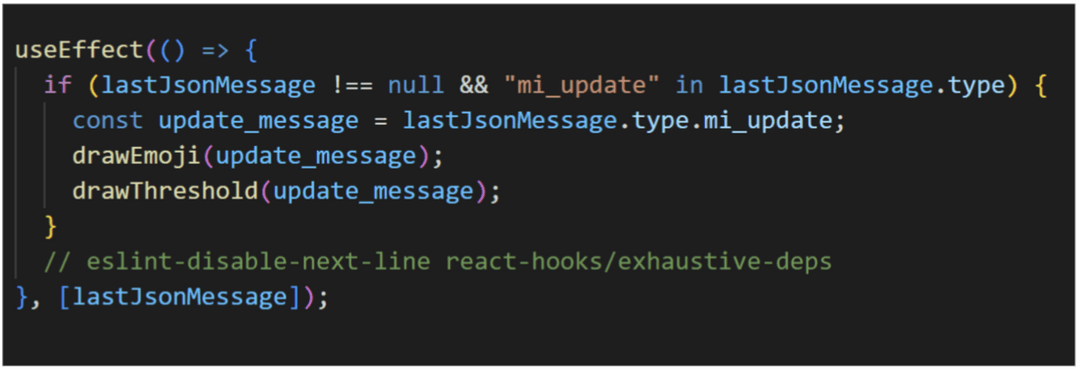 useEffect(() => {
if (lastJsonMessage !== null && "mi_update" in lastJsonMessage.type) {
const update_message = lastJsonMessage.type.mi_update;
drawEmoji(update_message);
drawThreshold(update_message);
}
// eslint-disable-next-line react-hooks/exhaustive-deps
}, [lastJsonMessage]);